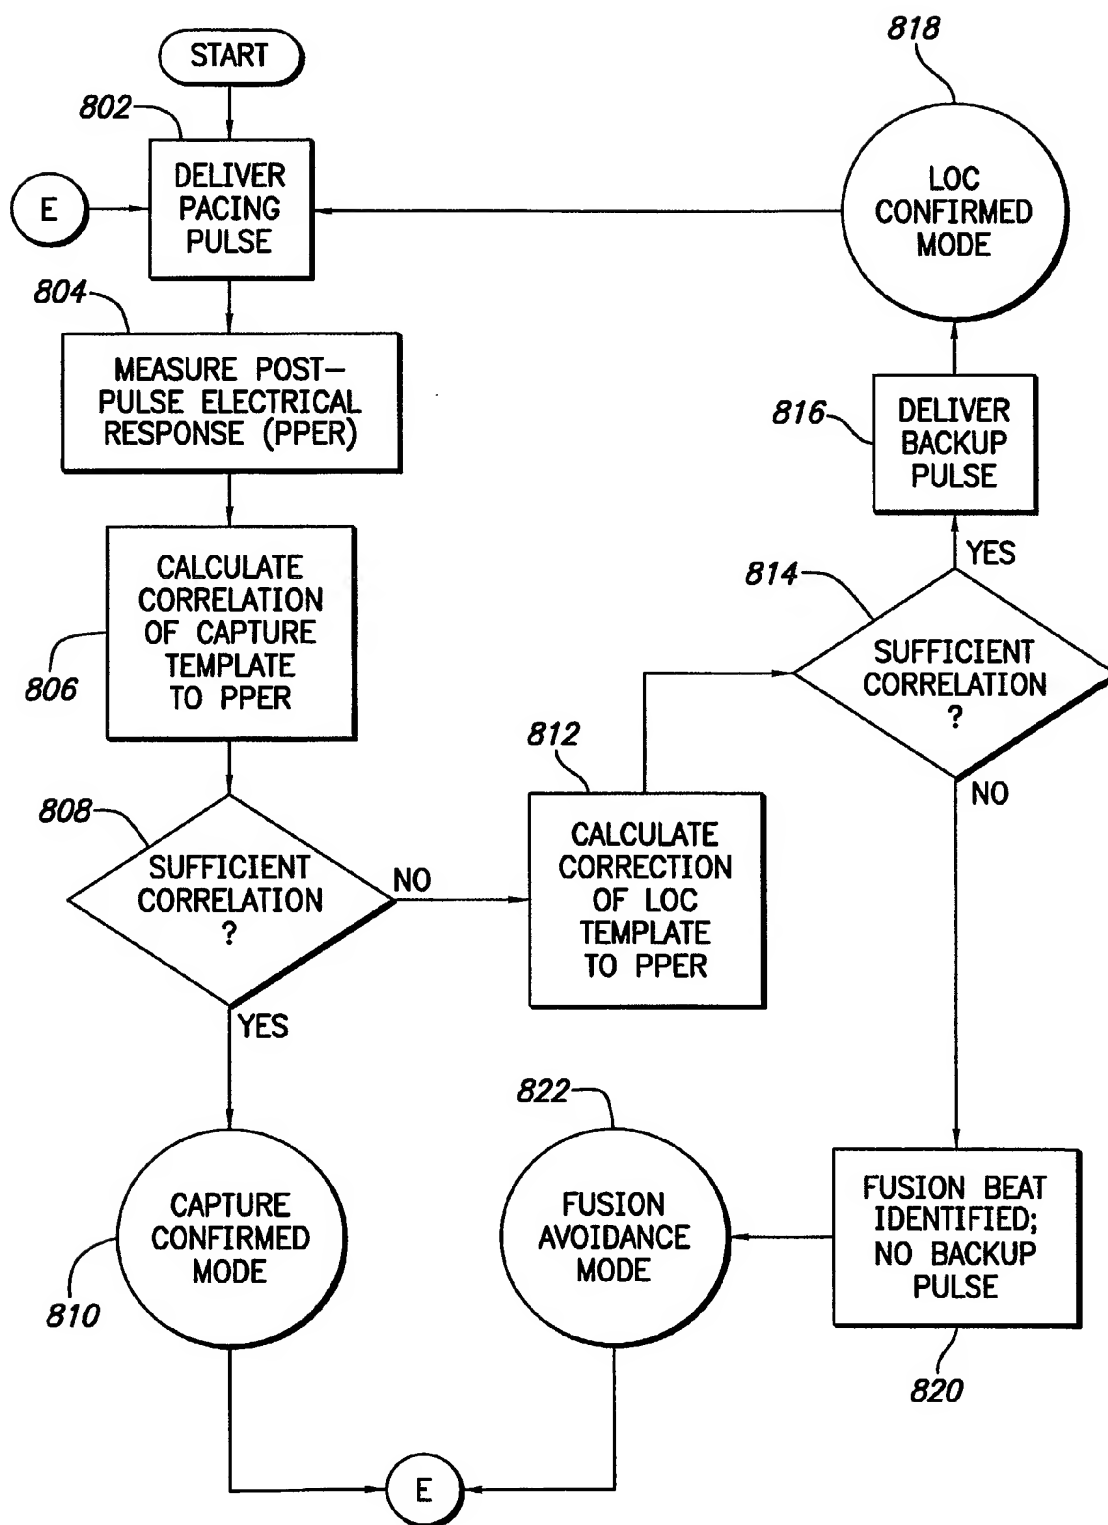 START
802
DELIVER
PACING
PULSE
E
804
MEASURE POST-
PULSE ELECTRICAL
RESPONSE (PPER)
CALCULATE
CORRELATION
OF CAPTURE
TEMPLATE
TO PPER
806
808
SUFFICIENT
CORRELATION
?
NO
YES
CAPTURE
CONFIRMED
MODE
810
812
CALCULATE
CORRECTION
OF LOC
TEMPLATE
TO PPER
814
SUFFICIENT
CORRELATION
?
YES
NO
816
DELIVER
BACKUP
PULSE
818
LOC
CONFIRMED
MODE
FUSION BEAT
IDENTIFIED;
NO BACKUP
PULSE
820
822
FUSION
AVOIDANCE
MODE
E